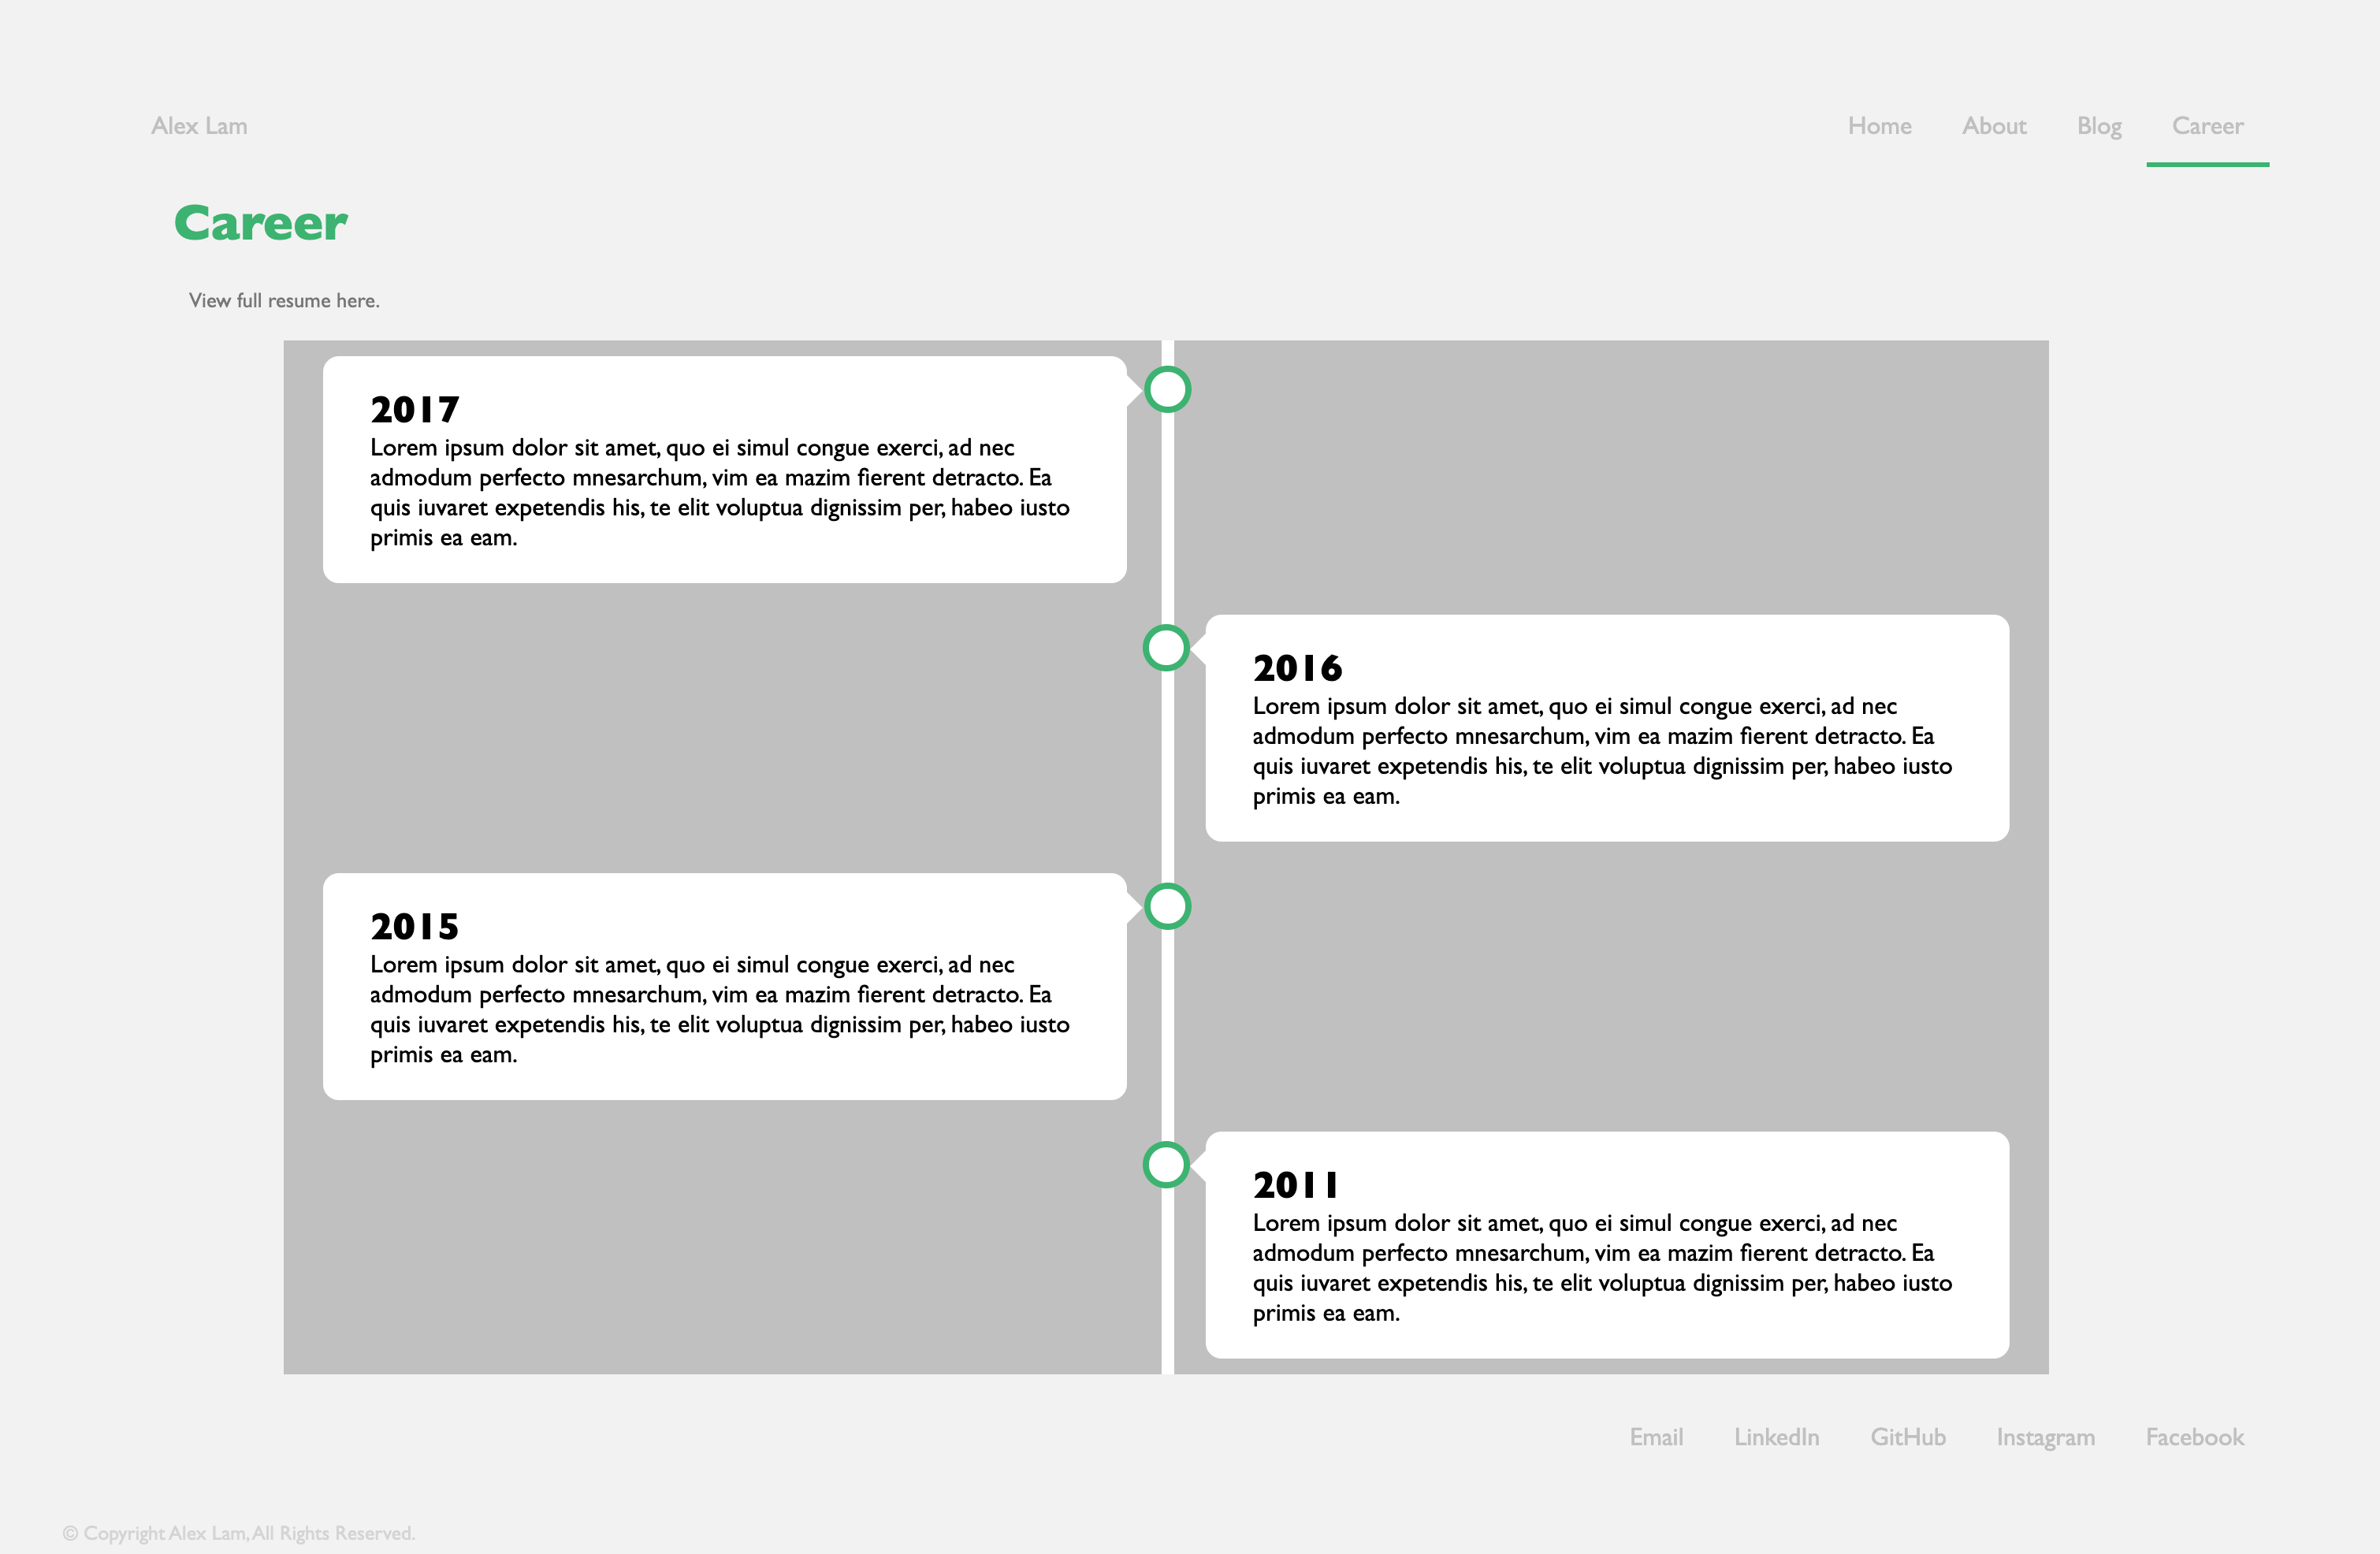 Alex Lam
Home About Blog Career
Career
View full resume here.
2017
Lorem ipsum dolor sit amet, quo ei simul congue exerci, ad nec
admodum perfecto mnesarchum, vim ea mazim fierent detracto. Ea
quis iuvaret expetendis his, te elit voluptua dignissim per, habeo iusto
primis ea eam.
2016
Lorem ipsum dolor sit amet, quo ei simul congue exerci, ad nec
admodum perfecto mnesarchum, vim ea mazim fierent detracto. Ea
quis iuvaret expetendis his, te elit voluptua dignissim per, habeo iusto
primis ea eam.
2015
Lorem ipsum dolor sit amet, quo ei simul congue exerci, ad nec
admodum perfecto mnesarchum, vim ea mazim fierent detracto. Ea
quis iuvaret expetendis his, te elit voluptua dignissim per, habeo iusto
primis ea eam.
2011
Lorem ipsum dolor sit amet, quo ei simul congue exerci, ad nec
admodum perfecto mnesarchum, vim ea mazim fierent detracto. Ea
quis iuvaret expetendis his, te elit voluptua dignissim per, habeo iusto
primis ea eam.
Email LinkedIn GitHub Instagram Facebook
© Copyright Alex Lam, All Rights Reserved.